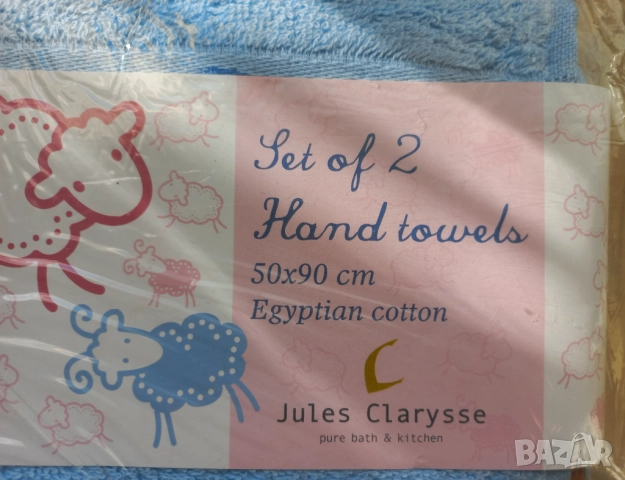 Set of 2
Hand towels
50x90 cm
Egyptian cotton
Jules Clarysse
pure bath & kitchen
BAZAR